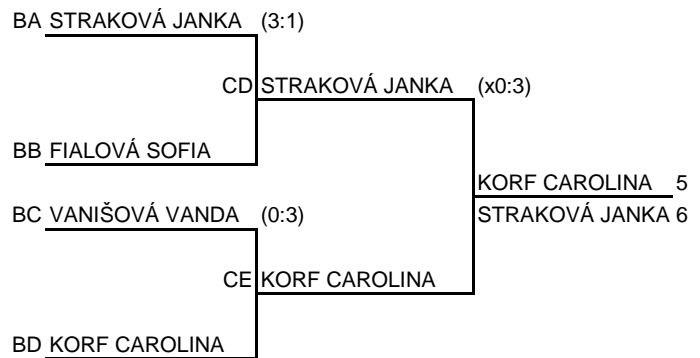 BA STRAKOVÁ JANKA (3:1)
CD STRAKOVÁ JANKA (x0:3)
BB FIALOVÁ SOFIA
KORF CAROLINA 5
BC VANIŠOVÁ VANDA (0:3)
STRAKOVÁ JANKA 6
CE KORF CAROLINA
BD KORF CAROLINA